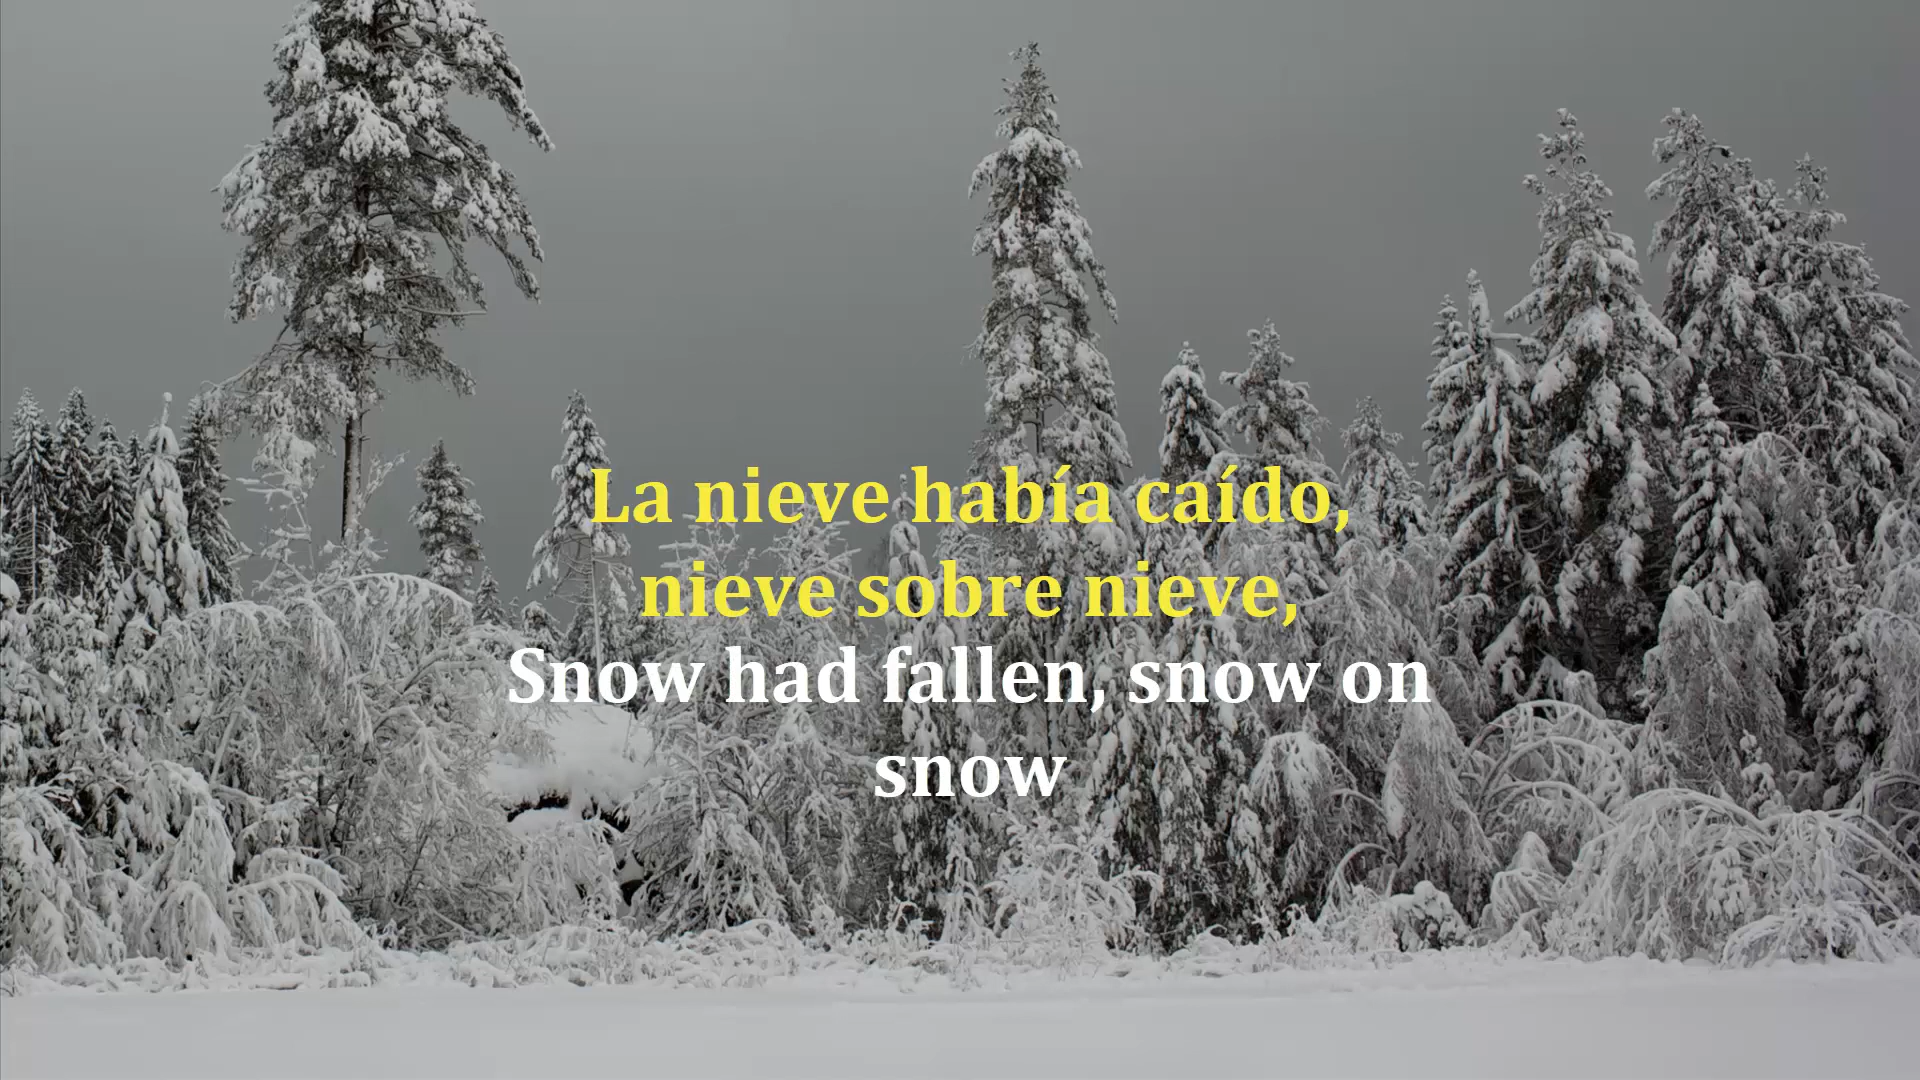 La nieve había caído,
nieve sobre nieve,
Snow had fallen, snow on
snow